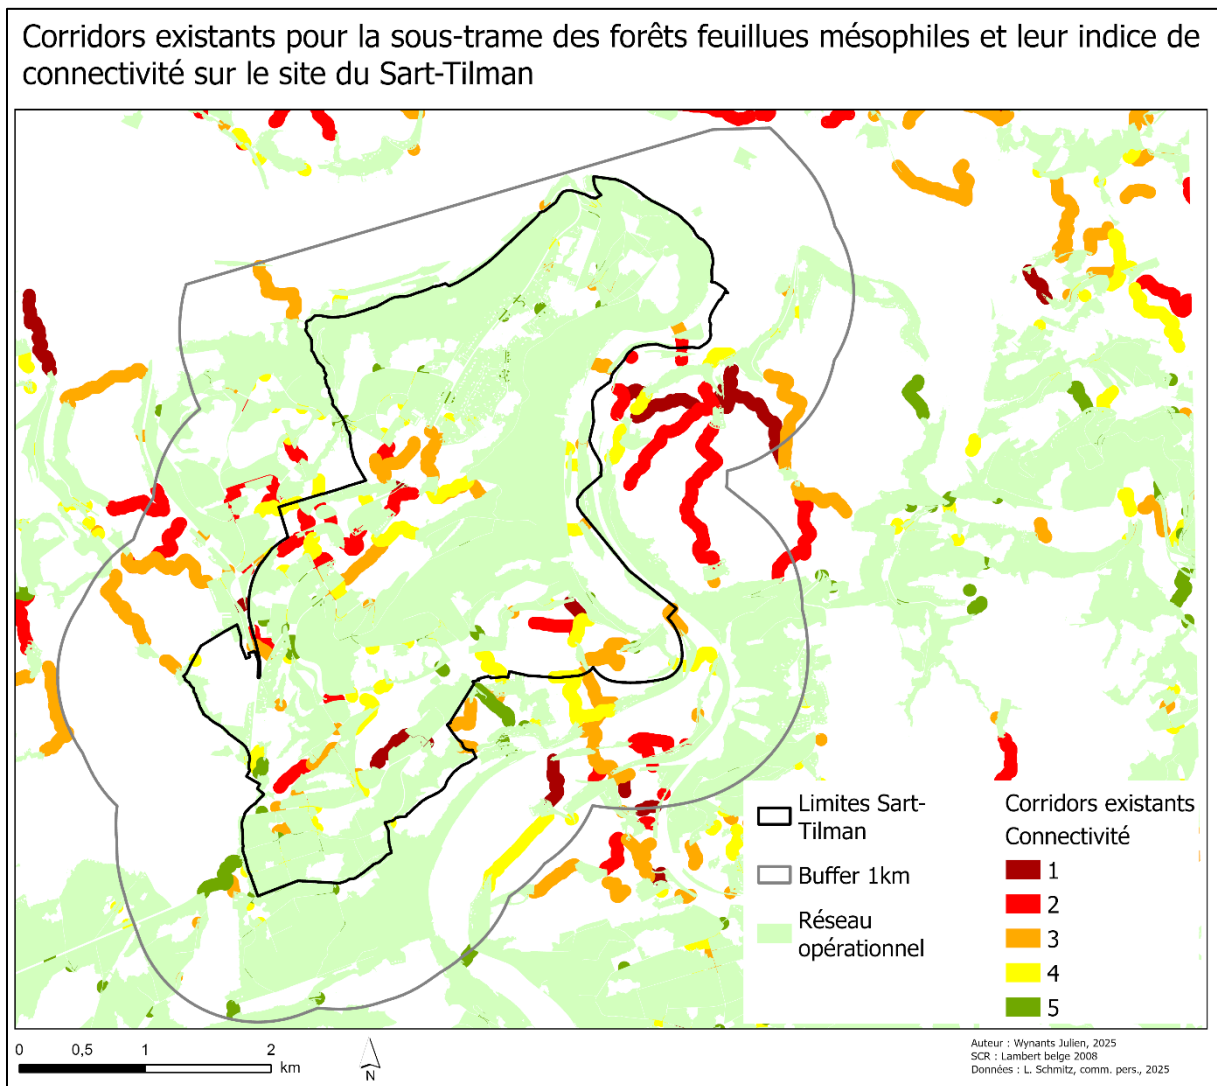 Corridors existants pour la sous-trame des forêts feuillues mésophiles et leur indice de
connectivité sur le site du Sart-Tilman
Limites Sart-
Tilman
Buffer 1km
Réseau
opérationnel
Corridors existants
Connectivité
1
2
3
4
5
0 0,5 1 2
km
N
Auteur : Wynants Julien, 2025
SCR : Lambert belge 2008
Données : L. Schmitz, comm. pers., 2025